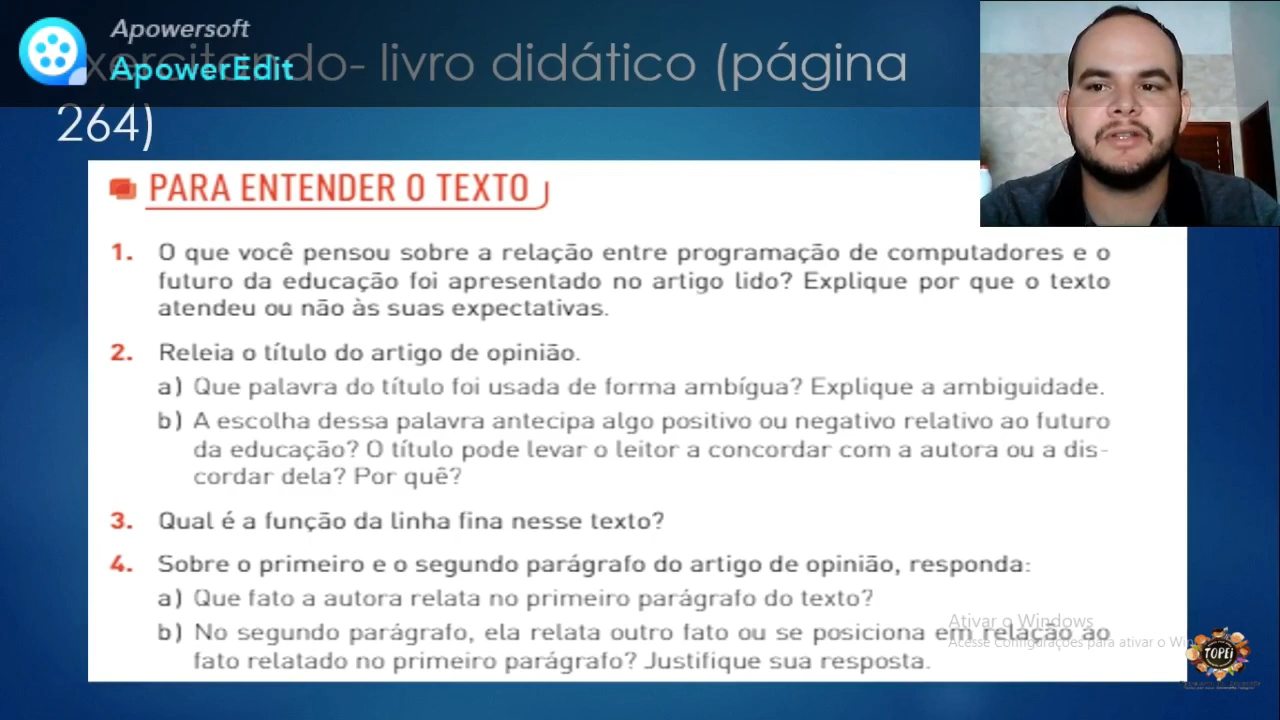 Apowersoft
ApowerEdit
xercitando- livro didático (página
264)
PARA ENTENDER O TEXTO
1. O que você pensou sobre a relação entre programação de computadores e o
futuro da educação foi apresentado no artigo lido? Explique por que o texto
atendeu ou não às suas expectativas.
2. Releia o título do artigo de opinião.
a) Que palavra do título foi usada de forma ambígua? Explique a ambiguidade.
b) A escolha dessa palavra antecipa algo positivo ou negativo relativo ao futuro
da educação? O título pode levar o leitor a concordar com a autora ou a dis-
cordar dela? Por quê?
3. Qual é a função da linha fina nesse texto?
4. Sobre o primeiro e o segundo parágrafo do artigo de opinião, responda:
a) Que fato a autora relata no primeiro parágrafo do texto?
b) No segundo parágrafo, ela relata outro fato ou se posiciona em relação ao
fato relatado no primeiro parágrafo? Justifique sua resposta.
Ativar o Windows
Acesse Configurações para ativar o Win
TOPEi